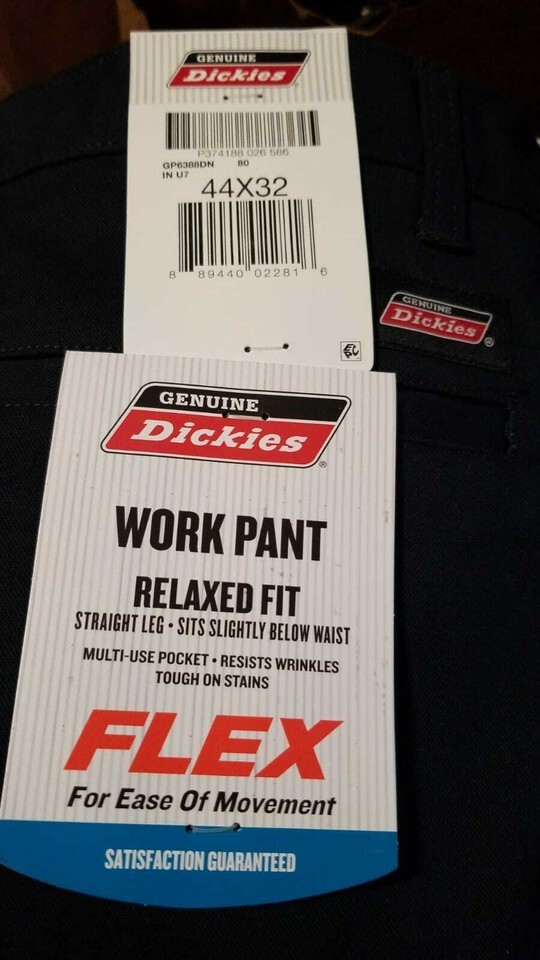 GENUINE
Dickies
P374188 026 586
GP6388DN 80
IN U7
44X32
8 89440 02281 6
GENUINE
Dickies
®
GENUINE
Dickies
®
WORK PANT
RELAXED FIT
STRAIGHT LEG • SITS SLIGHTLY BELOW WAIST
MULTI-USE POCKET • RESISTS WRINKLES
TOUGH ON STAINS
FLEX
For Ease Of Movement
SATISFACTION GUARANTEED